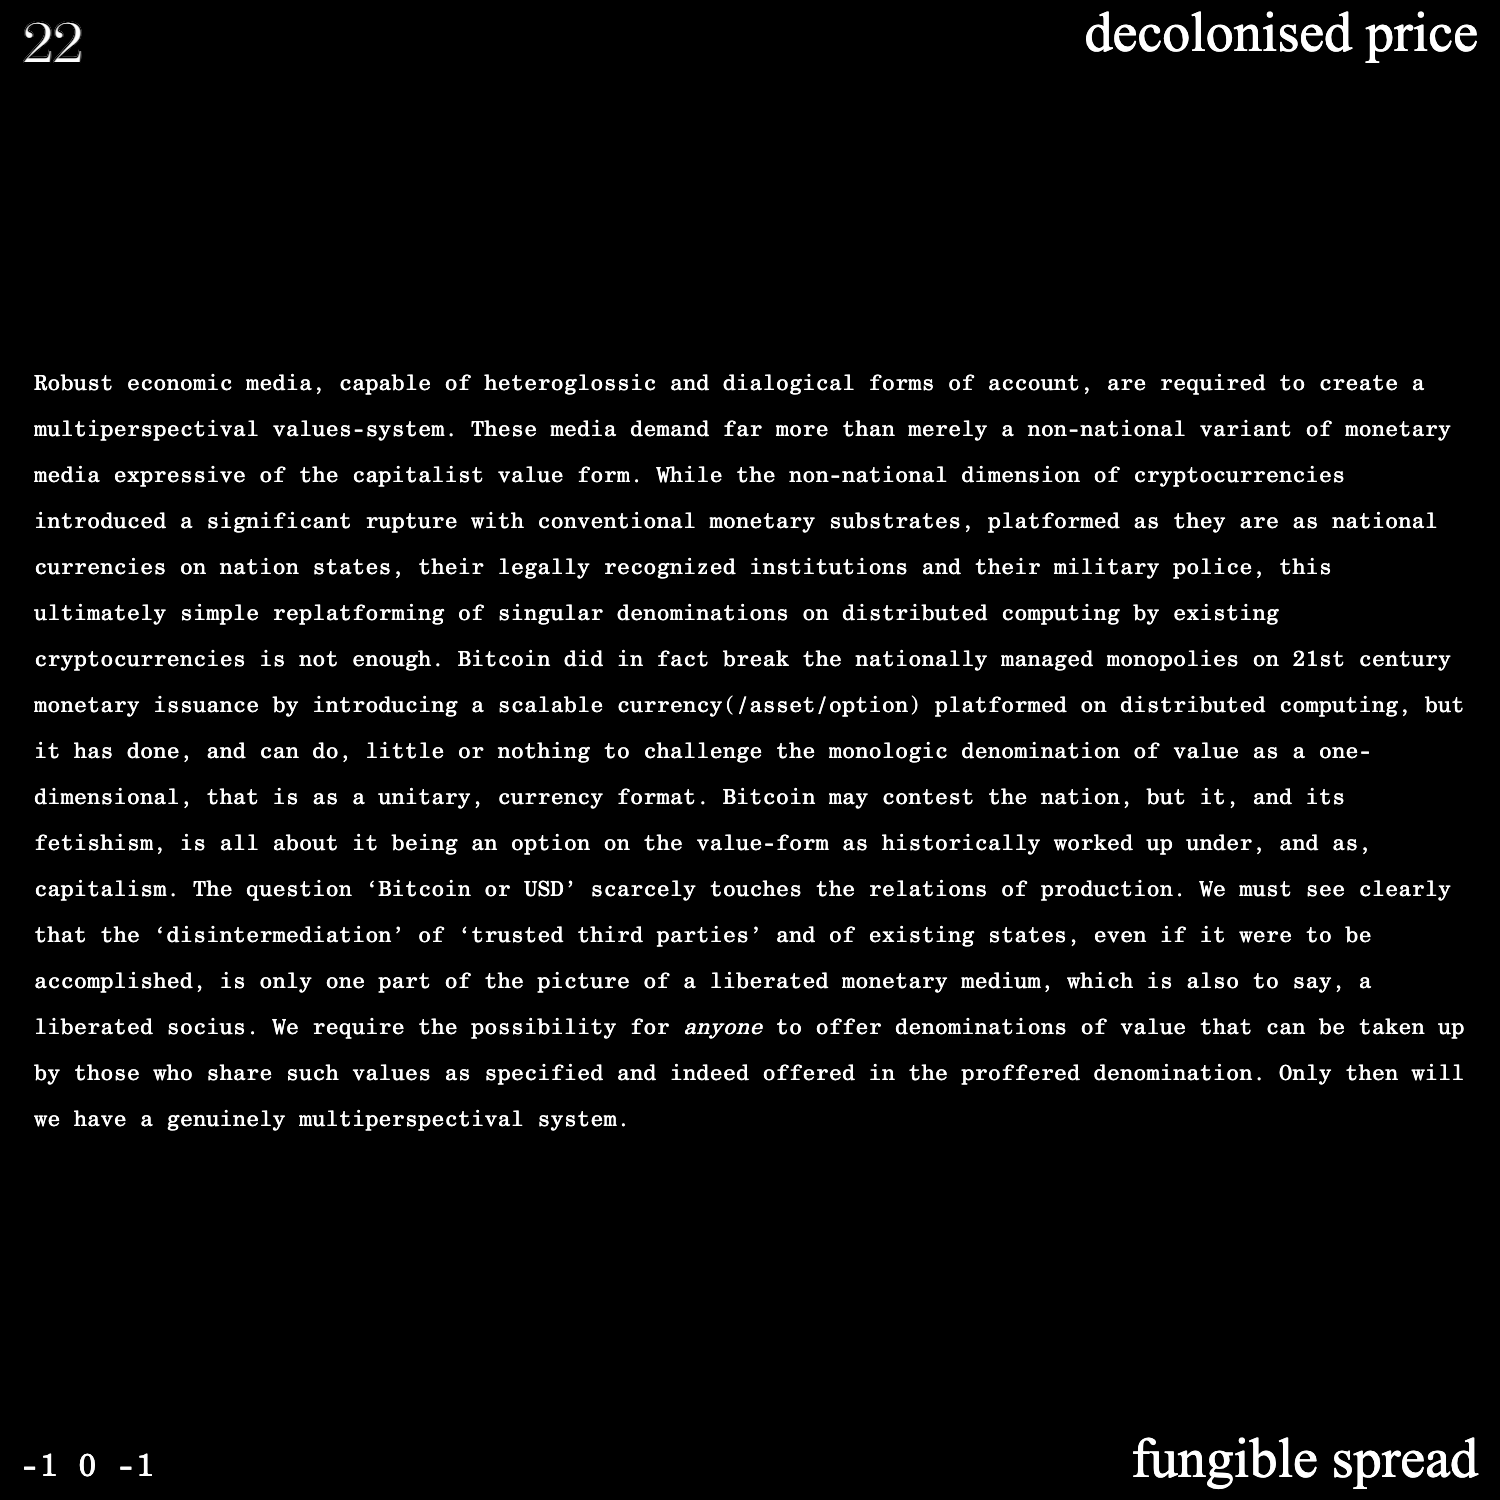 22
decolonised price
Robust economic media, capable of heteroglossic and dialogical forms of account, are required to create a
multiperspectival values-system. These media demand far more than merely a non-national variant of monetary
media expressive of the capitalist value form. While the non-national dimension of cryptocurrencies
introduced a significant rupture with conventional monetary substrates, platformed as they are as national
currencies on nation states, their legally recognized institutions and their military police, this
ultimately simple replatforming of singular denominations on distributed computing by existing
cryptocurrencies is not enough. Bitcoin did in fact break the nationally managed monopolies on 21st century
monetary issuance by introducing a scalable currency(/asset/option) platformed on distributed computing, but
it has done, and can do, little or nothing to challenge the monologic denomination of value as a one-
dimensional, that is as a unitary, currency format. Bitcoin may contest the nation, but it, and its
fetishism, is all about it being an option on the value-form as historically worked up under, and as,
capitalism. The question ‘Bitcoin or USD’ scarcely touches the relations of production. We must see clearly
that the ‘disintermediation’ of ‘trusted third parties’ and of existing states, even if it were to be
accomplished, is only one part of the picture of a liberated monetary medium, which is also to say, a
liberated socius. We require the possibility for anyone to offer denominations of value that can be taken up
by those who share such values as specified and indeed offered in the proffered denomination. Only then will
we have a genuinely multiperspectival system.
-1 0 -1
fungible spread